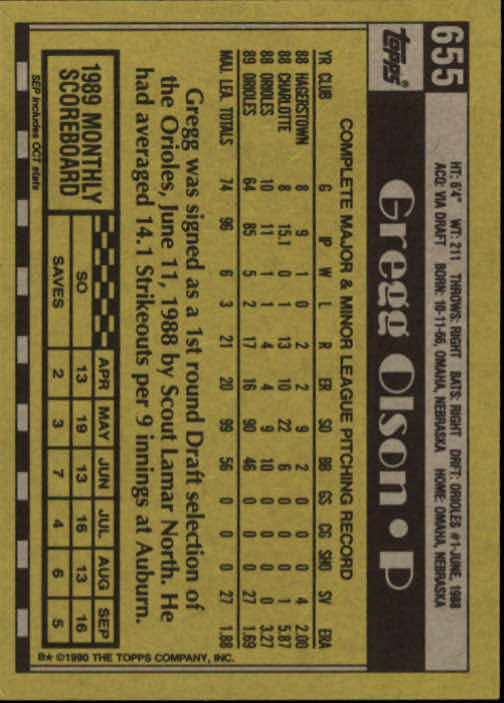 655
HT: 6'4" WT: 211 THROWS: RIGHT BATS: RIGHT DRFT: ORIOLES #1-JUNE, 1988
ACQ: VIA DRAFT BORN: 10-11-66, OMAHA, NEBRASKA HOME: OMAHA, NEBRASKA
topps
Gregg Olson • P
COMPLETE MAJOR & MINOR LEAGUE PITCHING RECORD
YR CLUB G IP W L R ER SO BB GS CG SHO SV ERA
88 HAGERSTOWN 8 9 1 0 2 2 9 2 0 0 0 4 2.00
88 CHARLOTTE 8 15.1 0 1 13 10 22 6 0 0 0 1 5.87
88 ORIOLES 10 11 1 1 4 4 9 10 0 0 0 0 3.27
89 ORIOLES 64 85 5 2 17 16 90 46 0 0 0 27 1.69
MAJ. LEA. TOTALS 74 96 6 3 21 20 99 56 0 0 0 27 1.88
Gregg was signed as a 1st round Draft selection of
the Orioles, June 11, 1988 by Scout Lamar North. He
had averaged 14.1 Strikeouts per 9 innings at Auburn.
1989 MONTHLY
SCOREBOARD
APR MAY JUN JUL AUG SEP
SO 13 19 13 16 13 16
SAVES 2 3 7 4 6 5
SEP includes OCT stats
B★ ©1990 THE TOPPS COMPANY, INC.